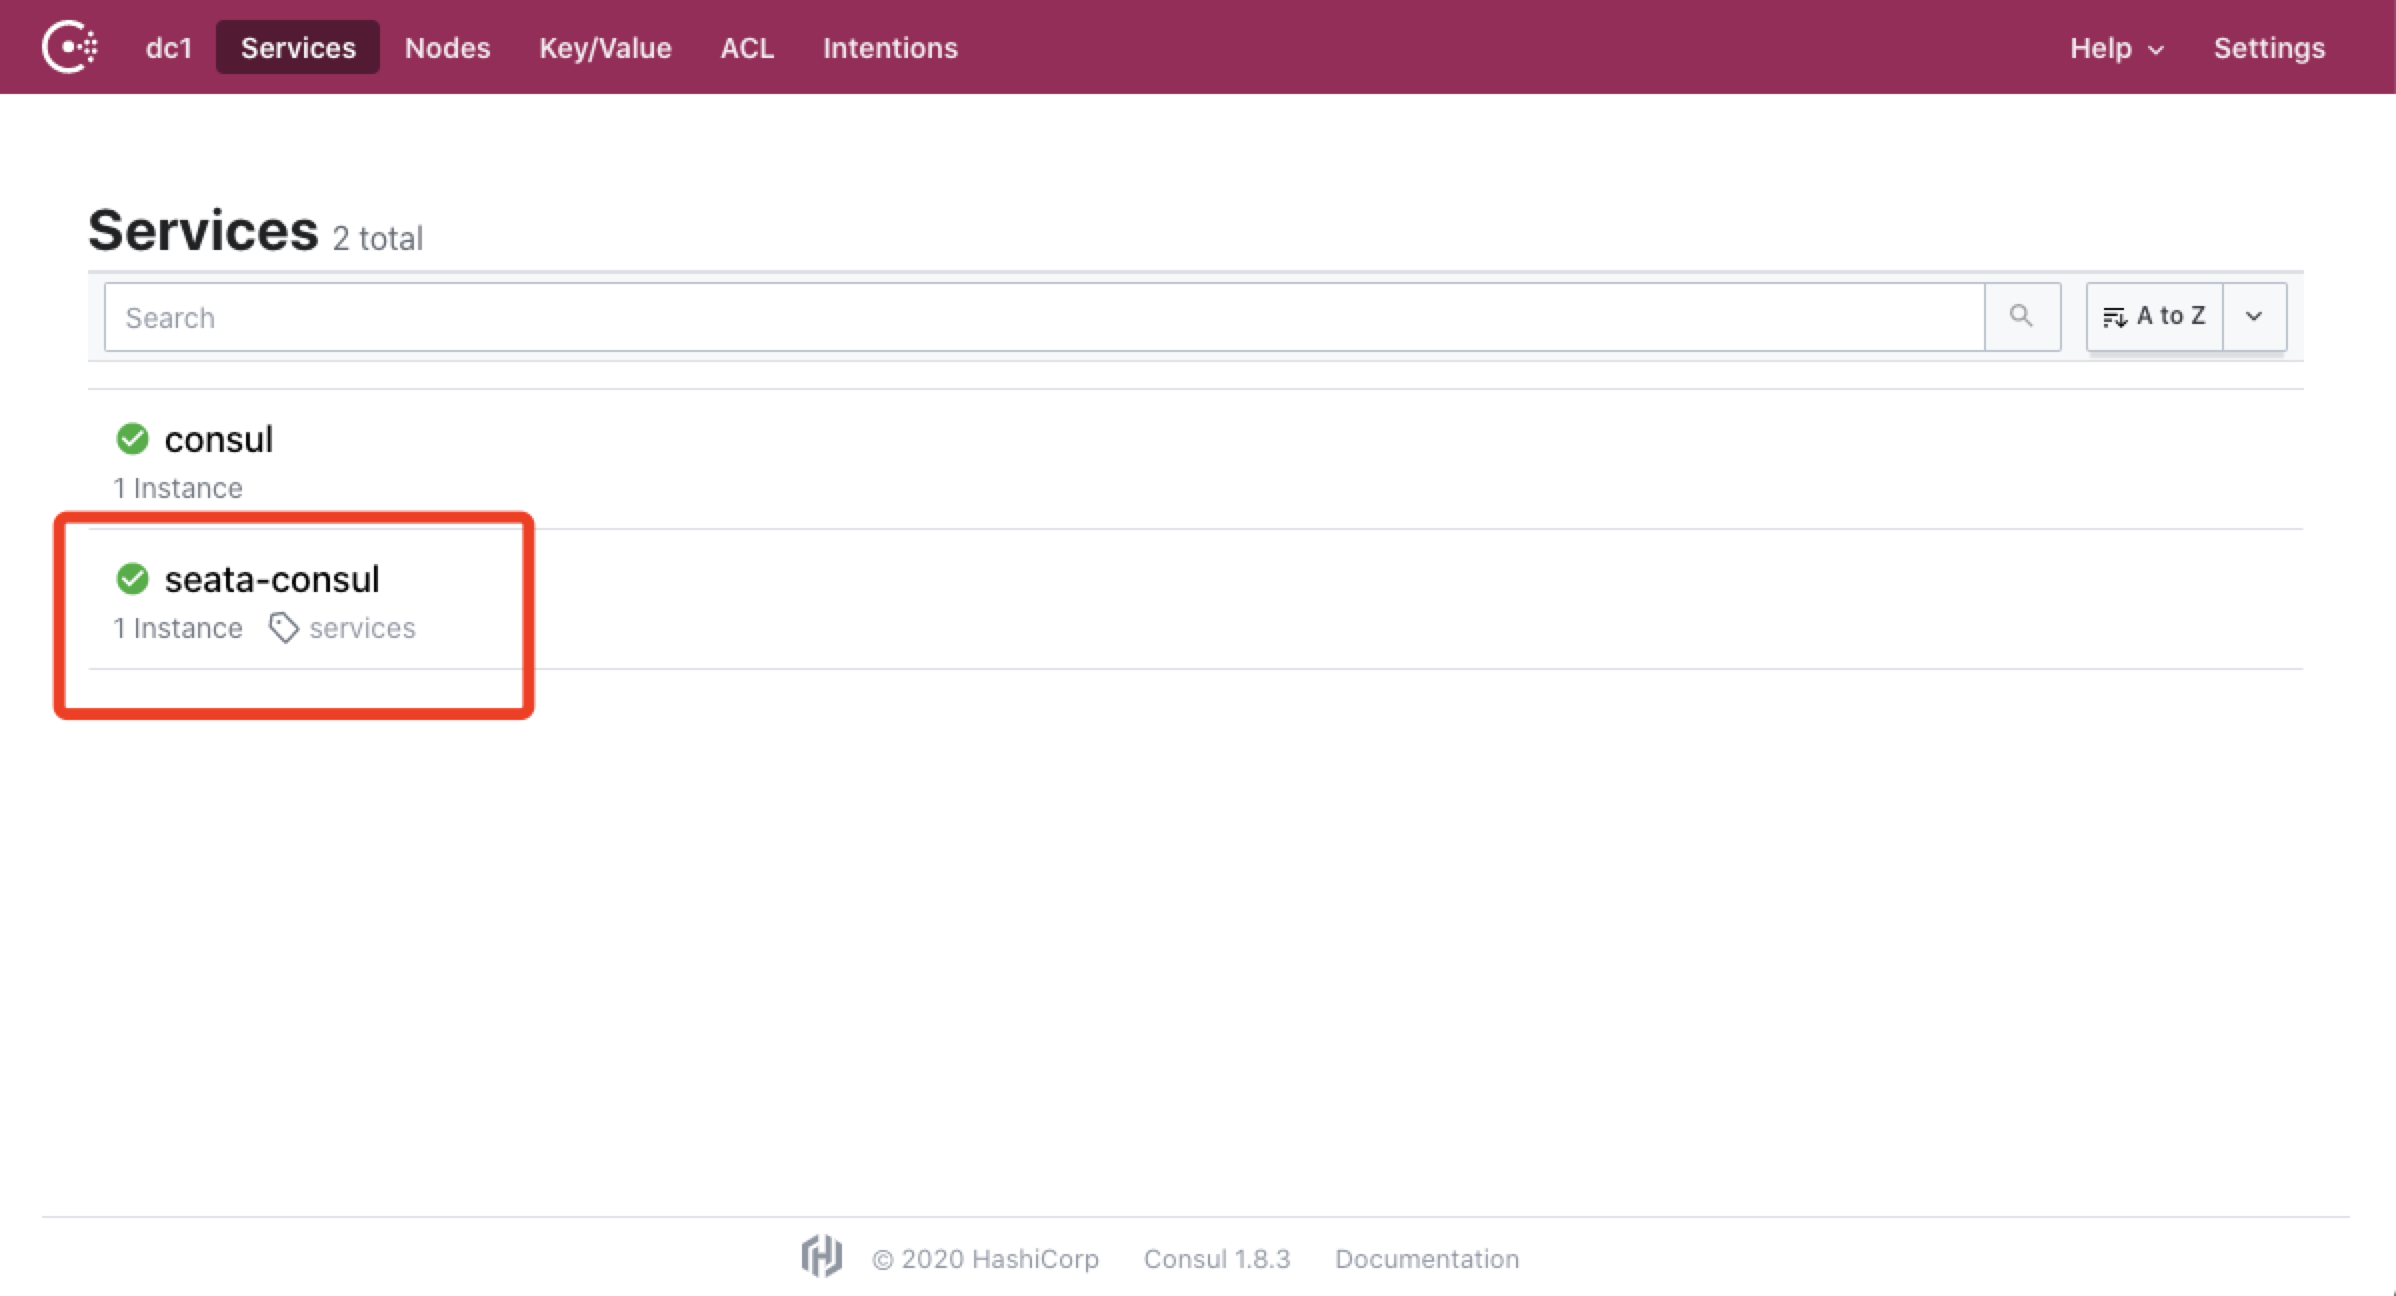 dc1 Services Nodes Key/Value ACL Intentions Help Settings
Services 2 total
Search A to Z
consul
1 Instance
seata-consul
1 Instance services
© 2020 HashiCorp Consul 1.8.3 Documentation